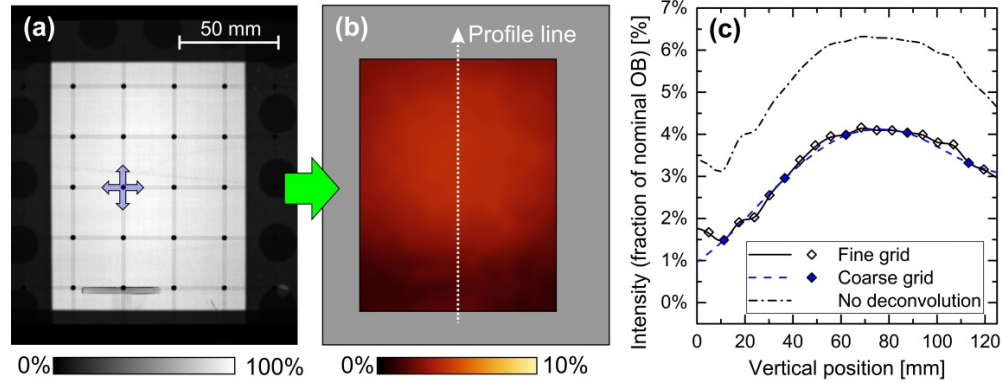 (a)
50 mm
0%
100%
(b)
Profile line
0%
10%
(c)
Intensity (fraction of nominal OB) [%]
7%
6%
5%
4%
3%
2%
1%
0%
Fine grid
Coarse grid
No deconvolution
0
20
40
60
80
100
120
Vertical position [mm]